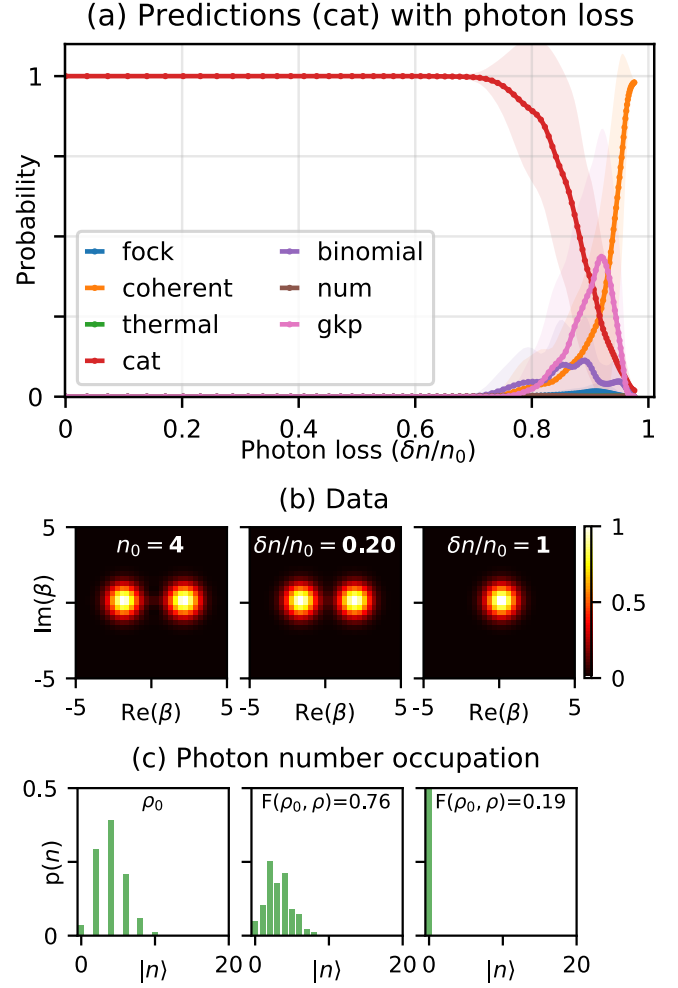 (a) Predictions (cat) with photon loss
1
Probability
0
fock
coherent
thermal
cat
binomial
num
gkp
0 0.2 0.4 0.6 0.8 1
Photon loss (δn/n₀)
(b) Data
5
Im(β)
-5
n₀ = 4
δn/n₀ = 0.20
δn/n₀ = 1
1
0.5
0
-5 5 -5 5 -5 5
Re(β) Re(β) Re(β)
(c) Photon number occupation
0.5
p(n)
0
ρ₀
F(ρ₀, ρ)=0.76
F(ρ₀, ρ)=0.19
0 20 0 20 0 20
|n⟩ |n⟩ |n⟩